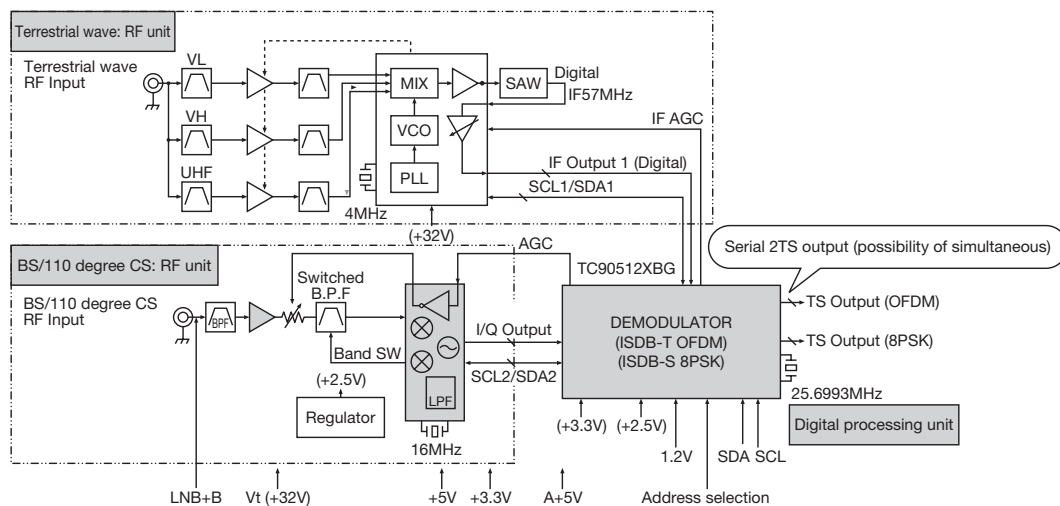 Terrestrial wave: RF unit
Terrestrial wave
RF Input
VL
VH
UHF
MIX
VCO
PLL
4MHz
(+32V)
SAW
Digital
IF57MHz
IF AGC
IF Output 1 (Digital)
SCL1/SDA1
BS/110 degree CS: RF unit
BS/110 degree CS
RF Input
BPF
Switched
B.P.F
Band SW
(+2.5V)
Regulator
LPF
16MHz
AGC
I/Q Output
SCL2/SDA2
TC90512XBG
DEMODULATOR
(ISDB-T OFDM)
(ISDB-S 8PSK)
Serial 2TS output (possibility of simultaneous)
TS Output (OFDM)
TS Output (8PSK)
25.6993MHz
Digital processing unit
(+3.3V)
(+2.5V)
1.2V
SDA SCL
LNB+B
Vt (+32V)
+5V
+3.3V
A+5V
Address selection